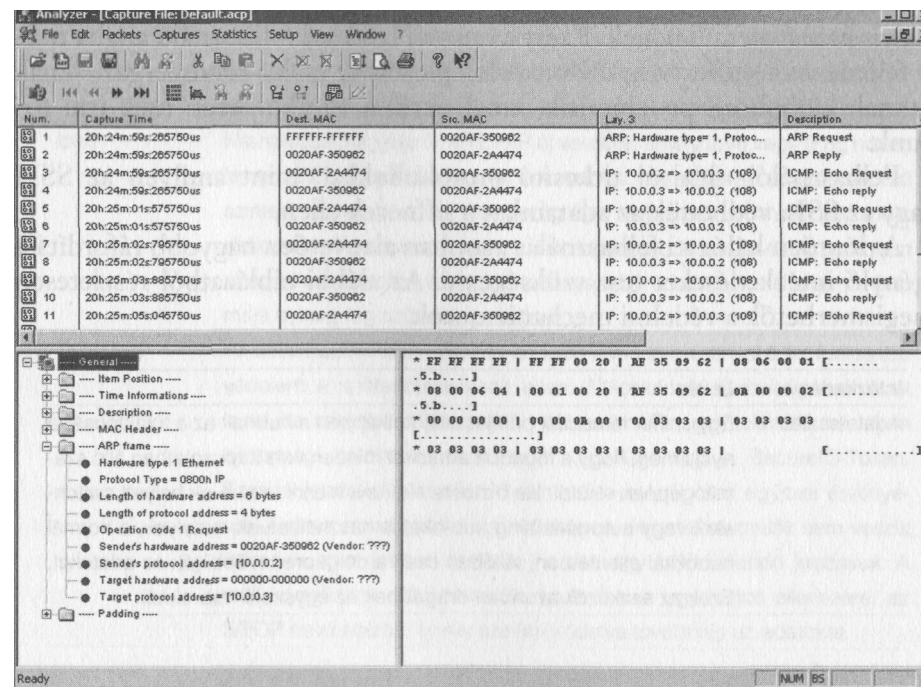 Analyzer - [Capture File: Default.acp]
File Edit Packets Captures Statistics Setup View Window ?
Num. Capture Time Dest. MAC Src. MAC Lay. 3 Description
1 20h:24m:59s:265750us FFFFFF-FFFFFF 0020AF-350962 ARP: Hardware type= 1, Protoc... ARP Request
2 20h:24m:59s:265750us 0020AF-350962 0020AF-2A4474 ARP: Hardware type= 1, Protoc... ARP Reply
3 20h:24m:59s:265750us 0020AF-2A4474 0020AF-350962 IP: 10.0.0.2 => 10.0.0.3 (108) ICMP: Echo Request
4 20h:24m:59s:265750us 0020AF-350962 0020AF-2A4474 IP: 10.0.0.3 => 10.0.0.2 (108) ICMP: Echo reply
5 20h:25m:01s:575750us 0020AF-2A4474 0020AF-350962 IP: 10.0.0.2 => 10.0.0.3 (108) ICMP: Echo Request
6 20h:25m:01s:575750us 0020AF-350962 0020AF-2A4474 IP: 10.0.0.3 => 10.0.0.2 (108) ICMP: Echo reply
7 20h:25m:02s:795750us 0020AF-2A4474 0020AF-350962 IP: 10.0.0.2 => 10.0.0.3 (108) ICMP: Echo Request
8 20h:25m:02s:795750us 0020AF-350962 0020AF-2A4474 IP: 10.0.0.3 => 10.0.0.2 (108) ICMP: Echo reply
9 20h:25m:03s:885750us 0020AF-2A4474 0020AF-350962 IP: 10.0.0.2 => 10.0.0.3 (108) ICMP: Echo Request
10 20h:25m:03s:885750us 0020AF-350962 0020AF-2A4474 IP: 10.0.0.3 => 10.0.0.2 (108) ICMP: Echo reply
11 20h:25m:05s:045750us 0020AF-2A4474 0020AF-350962 IP: 10.0.0.2 => 10.0.0.3 (108) ICMP: Echo Request
---- General ----
---- Item Position ----
---- Time Informations ----
---- Description ----
---- MAC Header ----
---- ARP frame ----
Hardware type 1 Ethernet
Protocol Type = 0800h IP
Length of hardware address = 6 bytes
Length of protocol address = 4 bytes
Operation code 1 Request
Sender's hardware address = 0020AF-350962 (Vendor: ???)
Sender's protocol address = [10.0.0.2]
Target hardware address = 000000-000000 (Vendor: ???)
Target protocol address = [10.0.0.3]
---- Padding ----
* FF FF FF FF | FF FF 00 20 | AF 35 09 62 | 08 06 00 01 [........
5.b....]
* 08 00 06 04 | 00 01 00 20 | AF 35 09 62 | 0A 00 00 02 [........
.5.b....]
* 00 00 00 00 | 00 00 0A 00 | 00 03 03 03 | 03 03 03 03
[................]
* 03 03 03 03 | 03 03 03 03 | 03 03 03 03 | [............]
Ready NUM BS